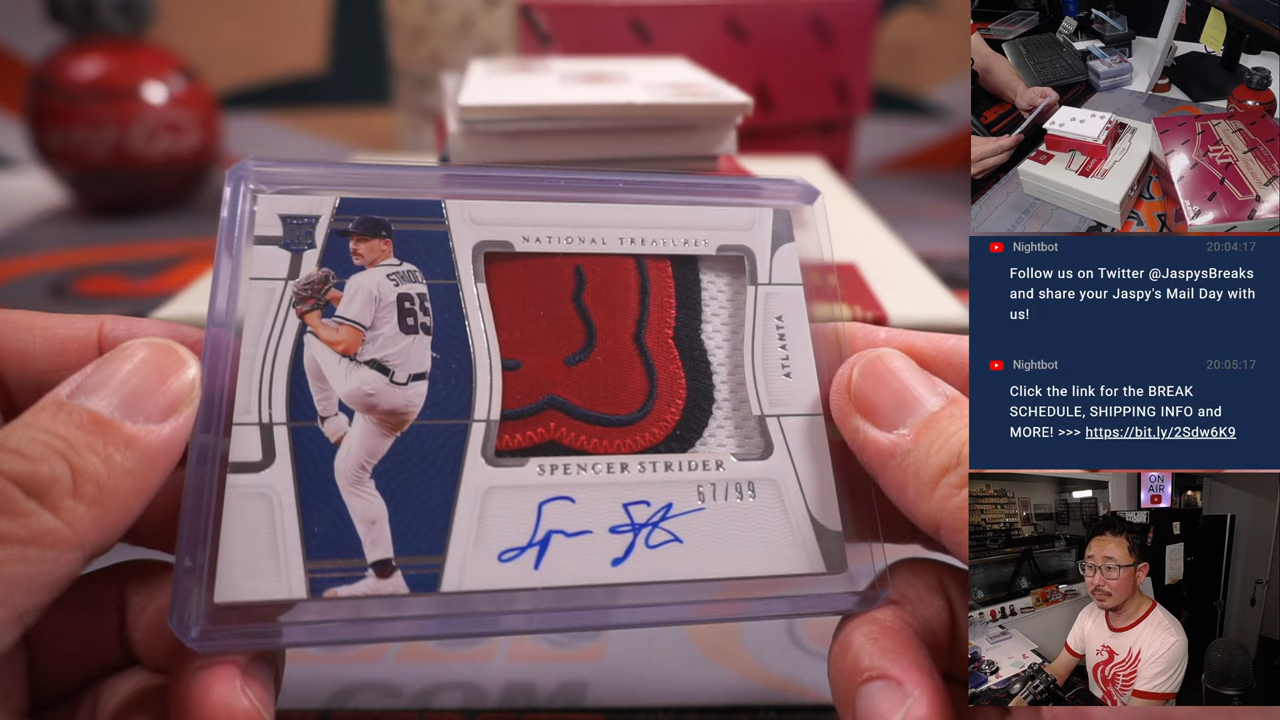 RC
STRIDER
65
NATIONAL TREASURES
ATLANTA
SPENCER STRIDER
67/99
Nightbot 20:04:17
Follow us on Twitter @JaspysBreaks
and share your Jaspy's Mail Day with
us!
Nightbot 20:05:17
Click the link for the BREAK
SCHEDULE, SHIPPING INFO and
MORE! >>> https://bit.ly/2Sdw6K9
ON
AIR